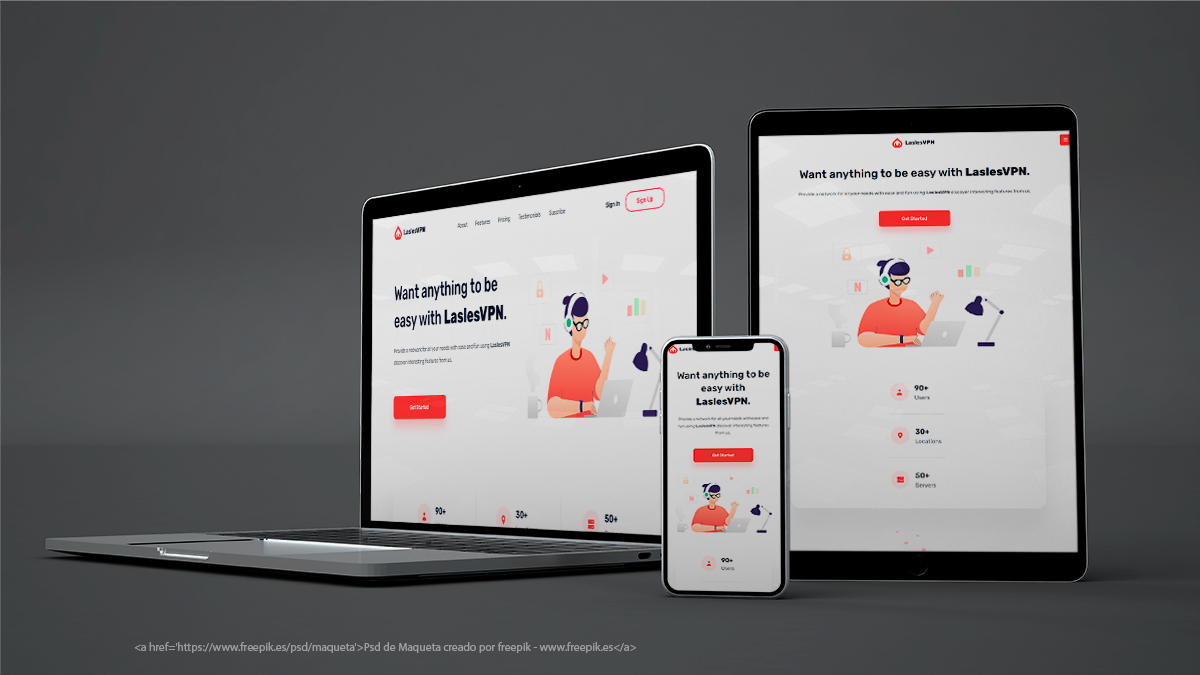 LaslesVPN
About Features Pricing Testimonials Suscribe
Sign In
Sign Up
Want anything to be
easy with LaslesVPN.
Provide a network for all your needs with ease and fun using LaslesVPN
discover interesting features from us.
Get Started
N
90+
30+
50+
Want anything to be
easy with
LaslesVPN.
Provide a network for all your needs with ease and
fun using LaslesVPN discover interesting features
from us.
Get Started
N
90+
Users
LaslesVPN
Want anything to be easy with LaslesVPN.
Provide a network for all your needs with ease and fun using LaslesVPN discover interesting features from us.
Get Started
N
90+
Users
30+
Locations
50+
Servers
<a href='https://www.freepik.es/psd/maqueta'>Psd de Maqueta creado por freepik - www.freepik.es</a>